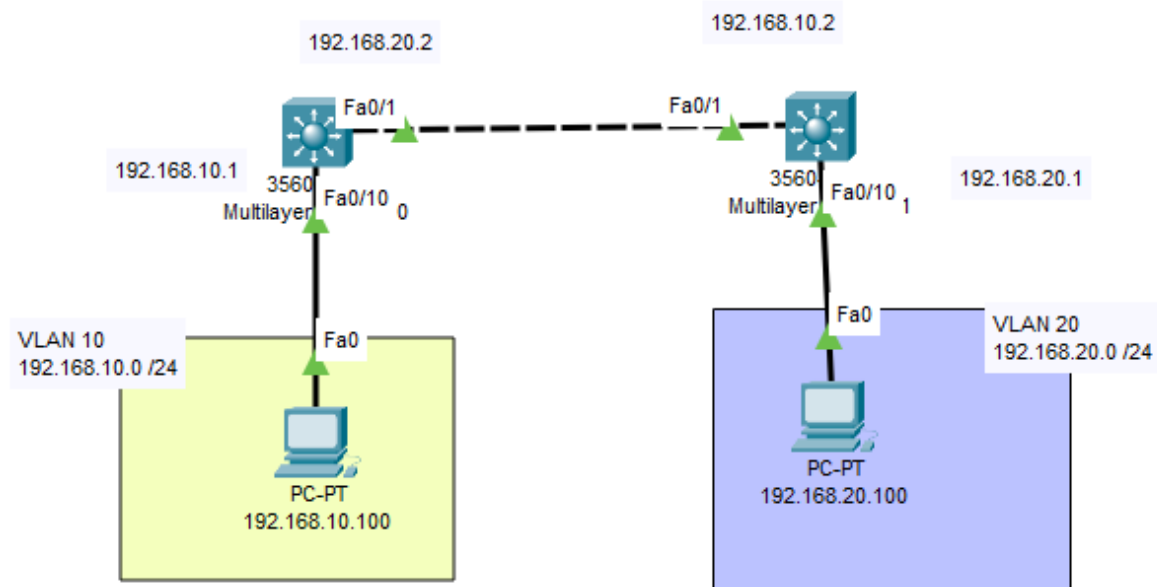 192.168.20.2
192.168.10.2
Fa0/1
Fa0/1
192.168.10.1
3560
Multilayer
Fa0/10
0
3560
Multilayer
Fa0/10
1
192.168.20.1
VLAN 10
192.168.10.0 /24
Fa0
Fa0
VLAN 20
192.168.20.0 /24
PC-PT
192.168.10.100
PC-PT
192.168.20.100